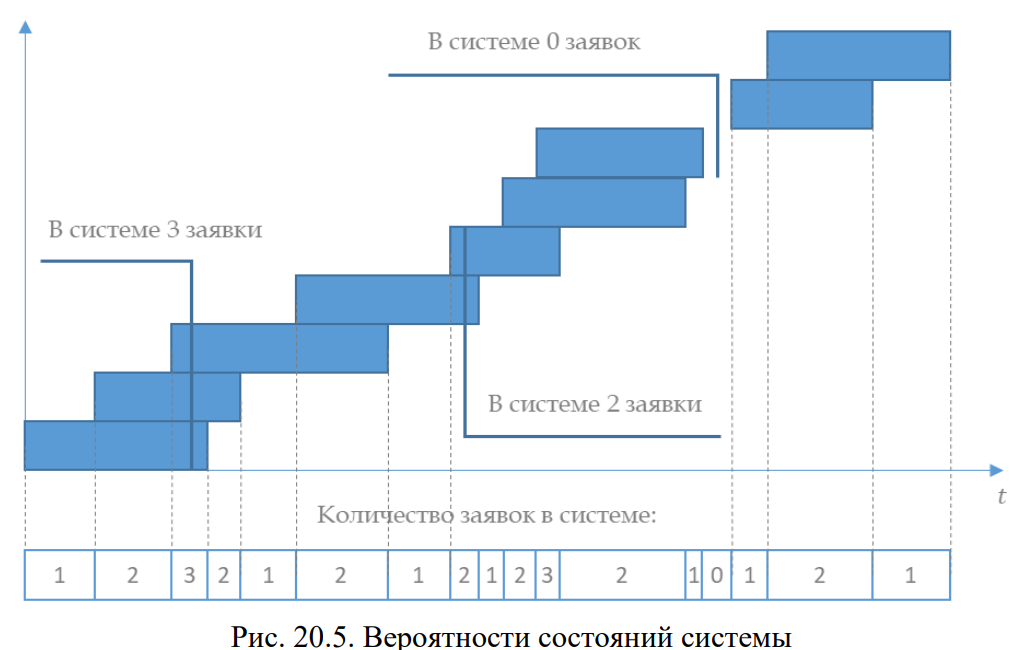 В системе 0 заявок
В системе 3 заявки
В системе 2 заявки
t
Количество заявок в системе:
1 2 3 2 1 2 1 2 1 2 3 2 1 0 1 2 1
Рис. 20.5. Вероятности состояний системы